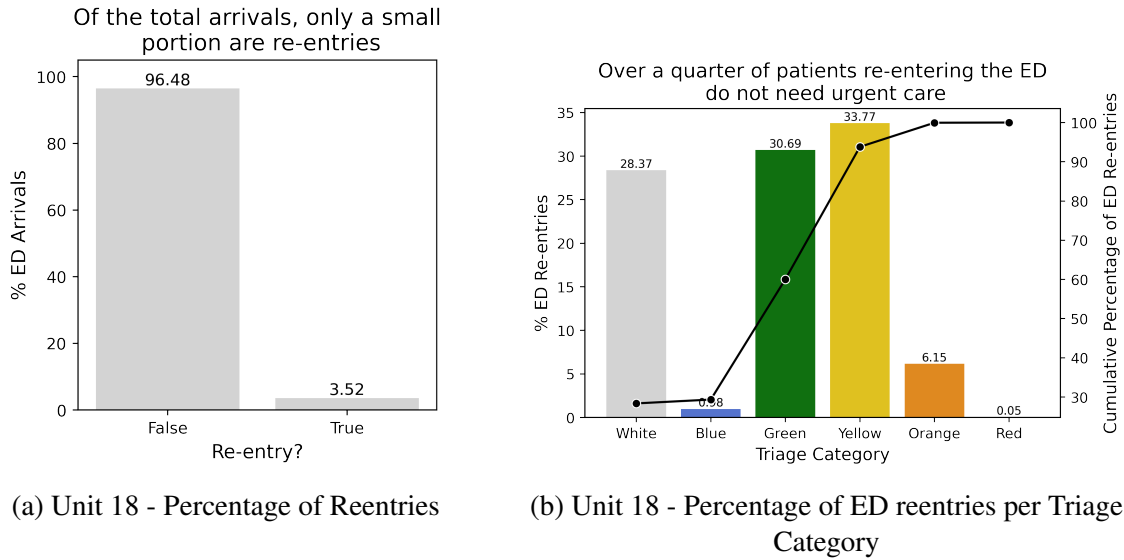 Of the total arrivals, only a small
portion are re-entries
% ED Arrivals
100
80
60
40
20
0
96.48
3.52
False
True
Re-entry?
(a) Unit 18 - Percentage of Reentries
Over a quarter of patients re-entering the ED
do not need urgent care
% ED Re-entries
35
30
25
20
15
10
5
0
28.37
0.98
30.69
33.77
6.15
0.05
100
90
80
70
60
50
40
30
Cumulative Percentage of ED Re-entries
White
Blue
Green
Yellow
Orange
Red
Triage Category
(b) Unit 18 - Percentage of ED reentries per Triage
Category